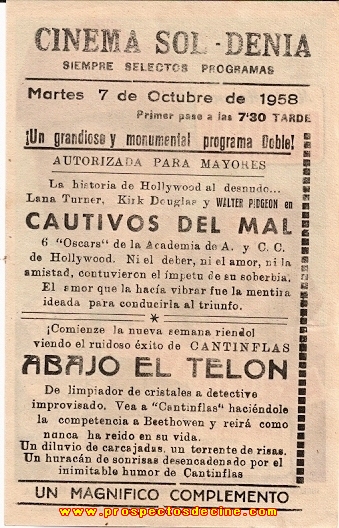 CINEMA SOL - DENIA
SIEMPRE SELECTOS PROGRAMAS
Martes 7 de Octubre de 1958
Primer pase a las 7'30 TARDE
¡Un grandioso y monumental programa Doble!
AUTORIZADA PARA MAYORES
La historia de Hollywood al desnudo...
Lana Turner, Kirk Douglas y WALTER PIDGEON en
CAUTIVOS DEL MAL
6 "Oscars" de la Academia de A. y C. C.
de Hollywood. Ni el deber, ni el amor, ni la
amistad, contuvieron el ímpetu de su soberbia.
El amor que la hacía vibrar fue la mentira
ideada para conducirla al triunfo.
¡Comienze la nueva semana riendol
viendo el ruidoso éxito de CANTINFLAS
ABAJO EL TELON
De limpiador de cristales a detective
improvisado. Vea a "Cantinflas" haciéndole
la competencia a Beethowen y reirá como
nunca ha reido en su vida.
Un diluvio de carcajadas, un torrente de risas.
Un huracán de sonrisas desencadenado por el
inimitable humor de Cantinflas
UN MAGNIFICO COMPLEMENTO
www.prospectosdecine.com